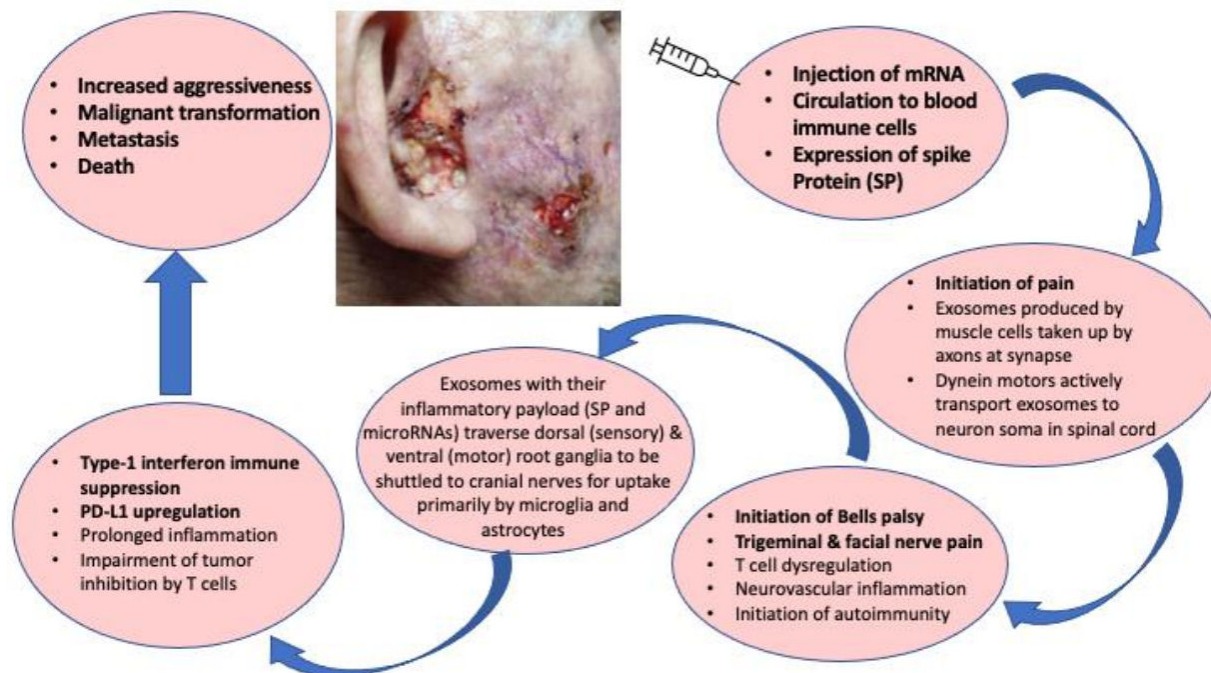 • Injection of mRNA
• Circulation to blood
immune cells
• Expression of spike
Protein (SP)
• Initiation of pain
• Exosomes produced by
muscle cells taken up by
axons at synapse
• Dynein motors actively
transport exosomes to
neuron soma in spinal cord
• Initiation of Bells palsy
• Trigeminal & facial nerve pain
• T cell dysregulation
• Neurovascular inflammation
• Initiation of autoimmunity
Exosomes with their
inflammatory payload (SP and
microRNAs) traverse dorsal (sensory) &
ventral (motor) root ganglia to be
shuttled to cranial nerves for uptake
primarily by microglia and
astrocytes
• Type-1 interferon immune
suppression
• PD-L1 upregulation
• Prolonged inflammation
• Impairment of tumor
inhibition by T cells
• Increased aggressiveness
• Malignant transformation
• Metastasis
• Death